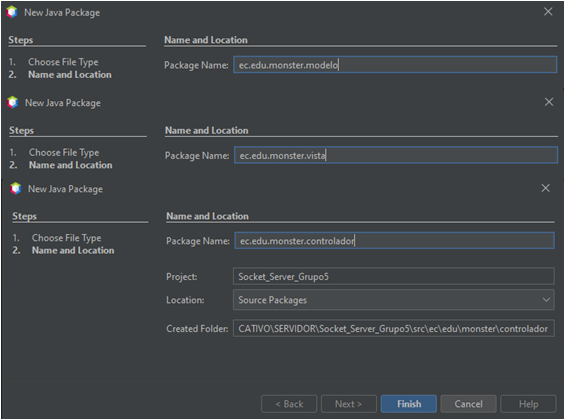 New Java Package
Steps
1. Choose File Type
2. Name and Location
Name and Location
Package Name: ec.edu.monster.modelo
New Java Package
Steps
1. Choose File Type
2. Name and Location
Name and Location
Package Name: ec.edu.monster.vista
New Java Package
Steps
1. Choose File Type
2. Name and Location
Name and Location
Package Name: ec.edu.monster.controlador
Project: Socket_Server_Grupo5
Location: Source Packages
Created Folder: CATIVO\SERVIDOR\Socket_Server_Grupo5\src\ec\edu\monster\controlador
< Back Next > Finish Cancel Help